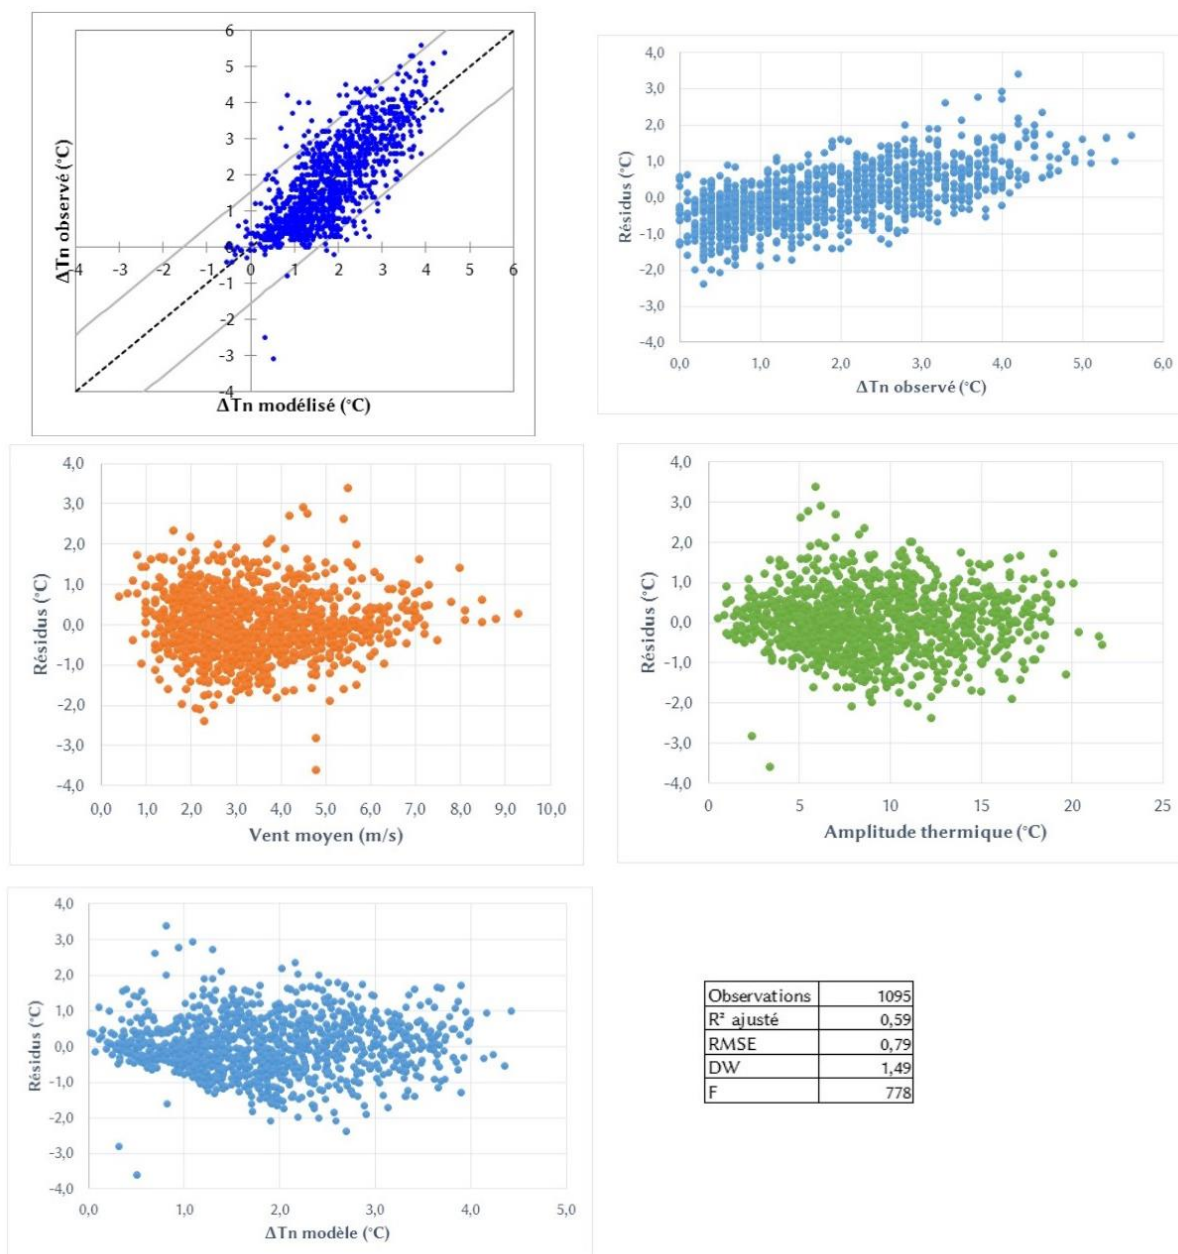 6
5
4
3
2
1
0
-4 -3 -2 -1 0 1 2 3 4 5 6
-1
-2
-3
-4
ΔTn observé (°C)
ΔTn modélisé (°C)
4,0
3,0
2,0
1,0
0,0
-1,0
-2,0
-3,0
-4,0
Résidus (°C)
0,0 1,0 2,0 3,0 4,0 5,0 6,0
ΔTn observé (°C)
4,0
3,0
2,0
1,0
0,0
-1,0
-2,0
-3,0
-4,0
Résidus (°C)
0,0 1,0 2,0 3,0 4,0 5,0 6,0 7,0 8,0 9,0 10,0
Vent moyen (m/s)
4,0
3,0
2,0
1,0
0,0
-1,0
-2,0
-3,0
-4,0
Résidus (°C)
0 5 10 15 20 25
Amplitude thermique (°C)
4,0
3,0
2,0
1,0
0,0
-1,0
-2,0
-3,0
-4,0
Résidus (°C)
0,0 1,0 2,0 3,0 4,0 5,0
ΔTn modèle (°C)
Observations 1095
R² ajusté 0,59
RMSE 0,79
DW 1,49
F 778